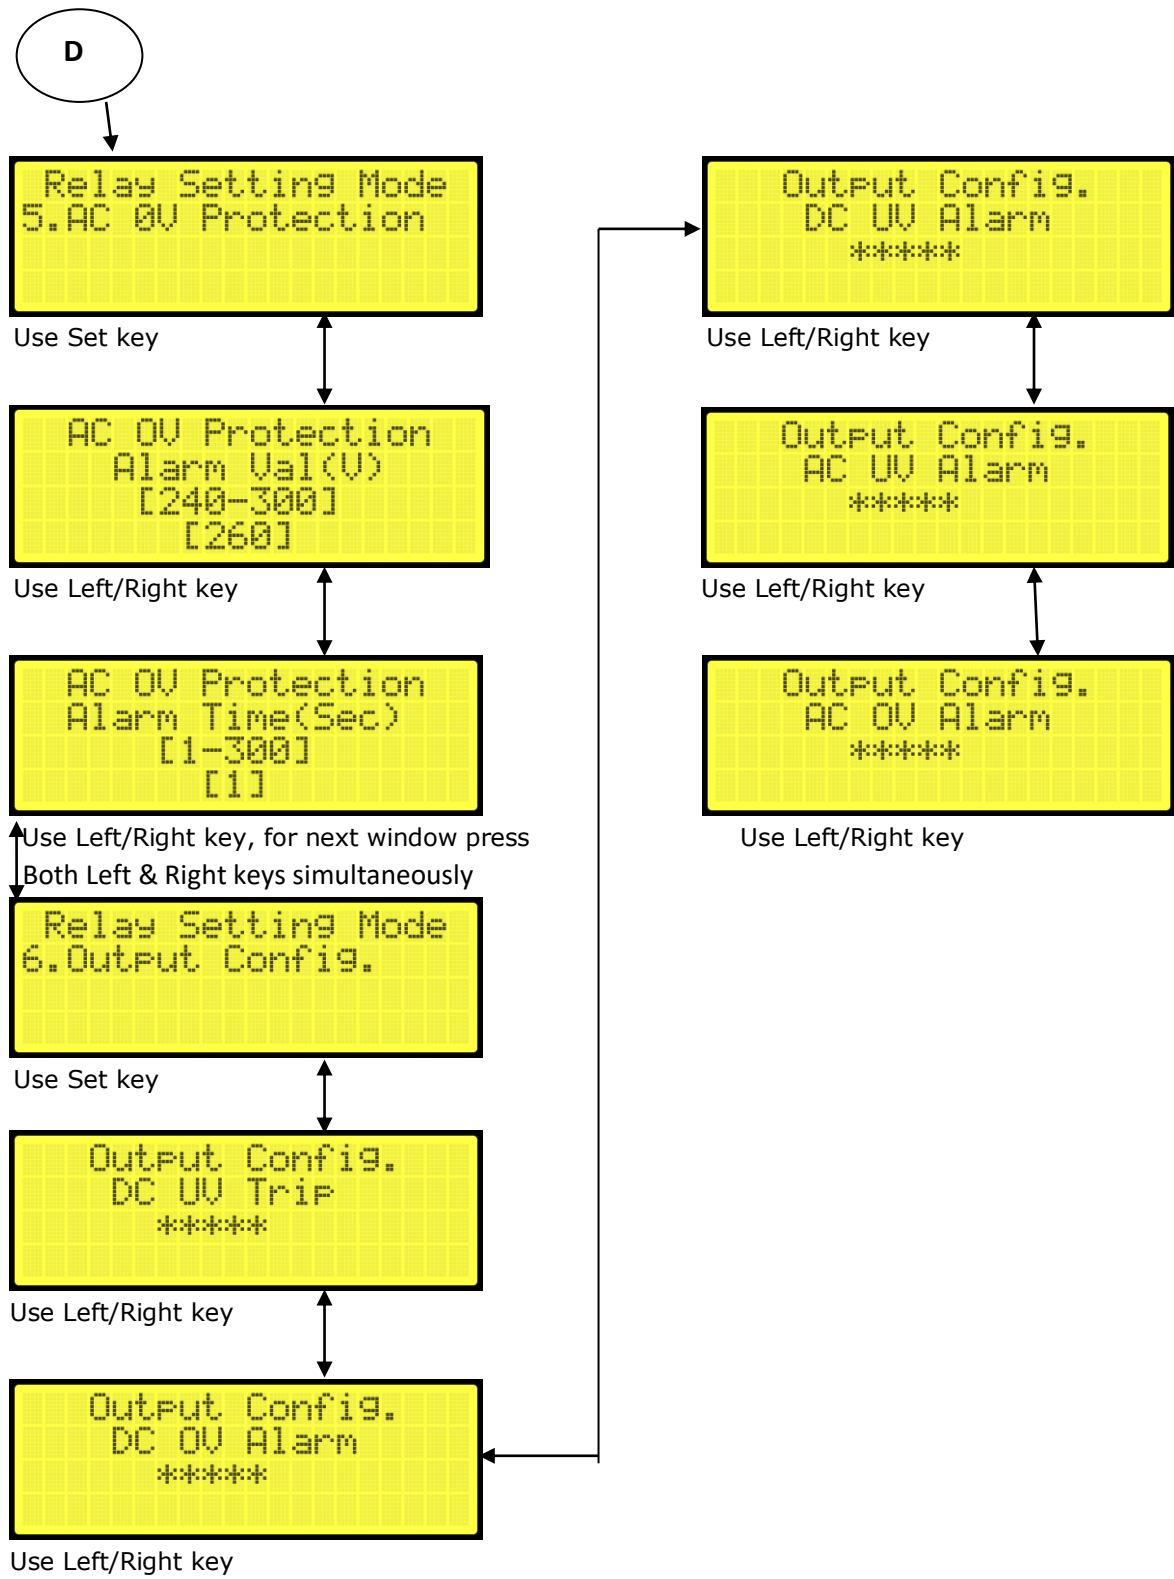 D
Relay Setting Mode
5.AC 0V Protection
Use Set key
AC OV Protection
Alarm Val(V)
[240-300]
[260]
Use Left/Right key
AC OV Protection
Alarm Time(Sec)
[1-300]
[1]
Use Left/Right key, for next window press
Both Left & Right keys simultaneously
Relay Setting Mode
6.Output Config.
Use Set key
Output Config.
DC UV Trip
*****
Use Left/Right key
Output Config.
DC OV Alarm
*****
Use Left/Right key
Output Config.
DC UV Alarm
*****
Use Left/Right key
Output Config.
AC UV Alarm
*****
Use Left/Right key
Output Config.
AC OV Alarm
*****
Use Left/Right key